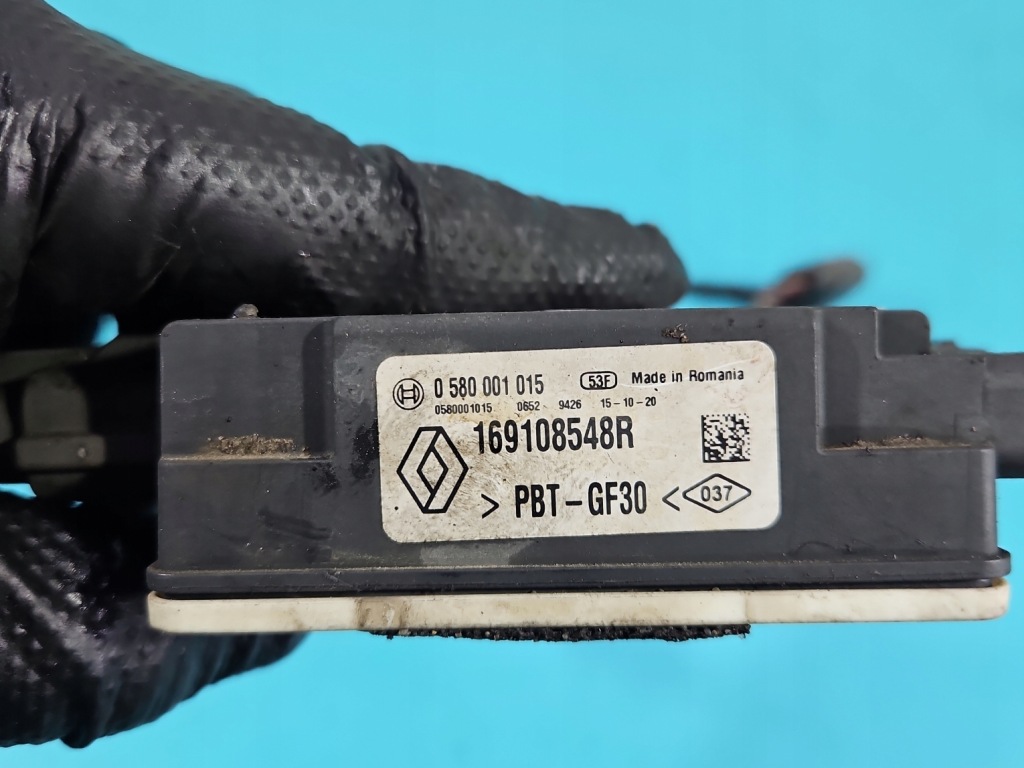 0 580 001 015 53F Made in Romania
0580001015 0652 9426 15-10-20
169108548R
> PBT-GF30 < 037